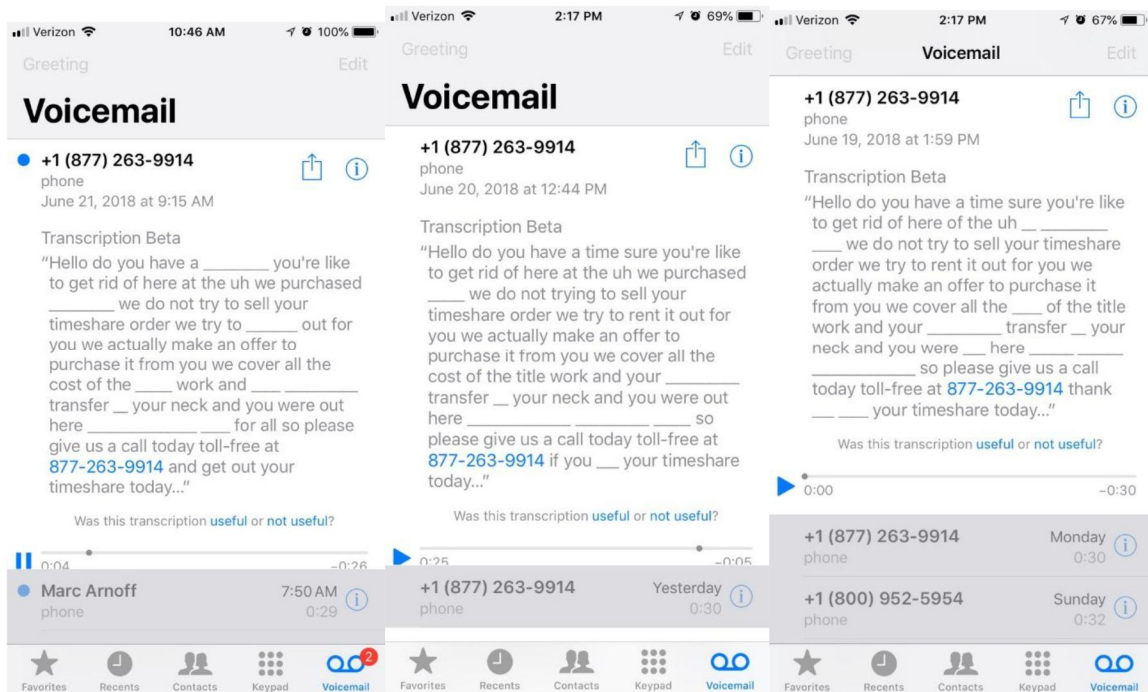 Verizon 10:46 AM 100%
Greeting Edit
Voicemail
+1 (877) 263-9914
phone
June 21, 2018 at 9:15 AM
Transcription Beta
“Hello do you have a ________ you're like
to get rid of here at the uh we purchased
________ we do not try to sell your
timeshare order we try to ______ out for
you we actually make an offer to
purchase it from you we cover all the
cost of the ____ work and ___ __________
transfer __ your neck and you were out
here ______________ ____ for all so please
give us a call today toll-free at
877-263-9914 and get out your
timeshare today...”
Was this transcription useful or not useful?
0:04 −0:26
Marc Arnoff 7:50 AM
phone 0:29
Favorites Recents Contacts Keypad Voicemail 2
Verizon 2:17 PM 69%
Greeting Edit
Voicemail
+1 (877) 263-9914
phone
June 20, 2018 at 12:44 PM
Transcription Beta
“Hello do you have a time sure you're like
to get rid of here at the uh we purchased
____ we do not trying to sell your
timeshare order we try to rent it out for
you we actually make an offer to
purchase it from you we cover all the
cost of the title work and your _________
transfer __ your neck and you were out
here ______________ __________ _____ so
please give us a call today toll-free at
877-263-9914 if you ___ your timeshare
today...”
Was this transcription useful or not useful?
0:25 −0:05
+1 (877) 263-9914 Yesterday
phone 0:30
Favorites Recents Contacts Keypad Voicemail
Verizon 2:17 PM 67%
Greeting Voicemail Edit
+1 (877) 263-9914
phone
June 19, 2018 at 1:59 PM
Transcription Beta
“Hello do you have a time sure you're like
to get rid of here of the uh __ _________
____ we do not try to sell your timeshare
order we try to rent it out for you we
actually make an offer to purchase it
from you we cover all the ____ of the title
work and your __________ transfer __ your
neck and you were ___ here _____ ______
______________ so please give us a call
today toll-free at 877-263-9914 thank
___ ____ your timeshare today...”
Was this transcription useful or not useful?
0:00 −0:30
+1 (877) 263-9914 Monday
phone 0:30
+1 (800) 952-5954 Sunday
phone 0:32
Favorites Recents Contacts Keypad Voicemail